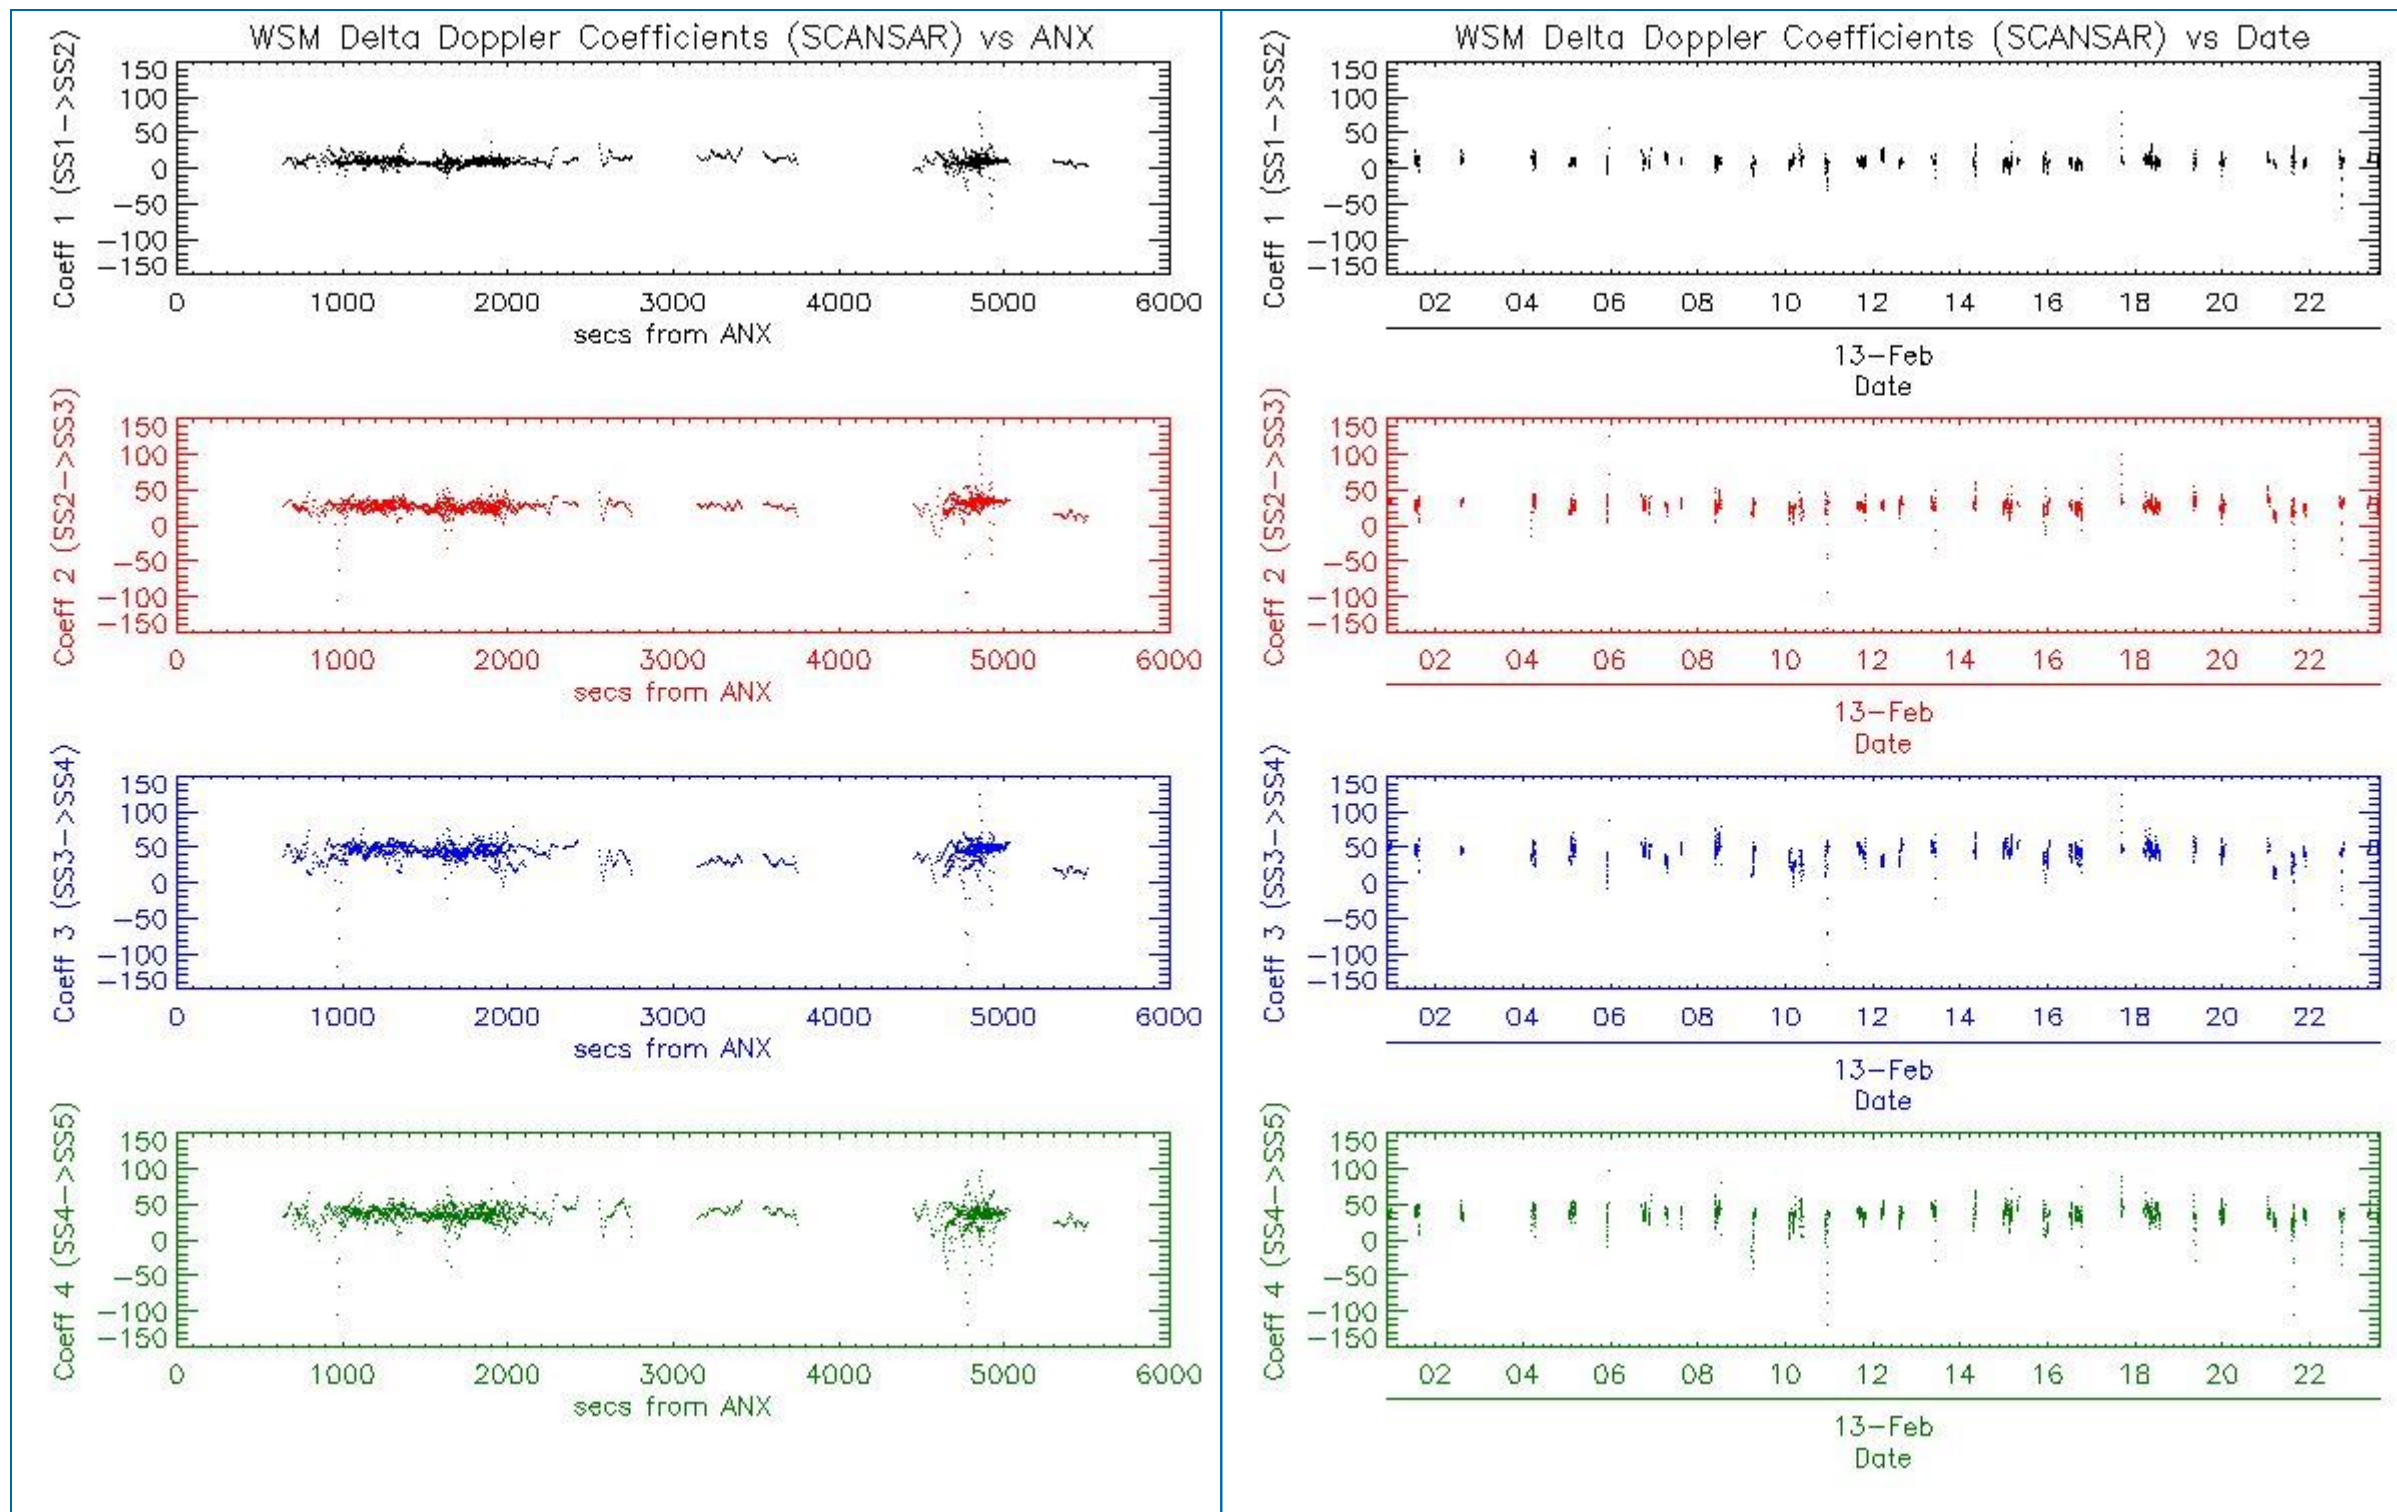 WSM Delta Doppler Coefficients (SCANSAR) vs ANX
Coeff 1 (SS1->SS2)
150
100
50
0
-50
-100
-150
0 1000 2000 3000 4000 5000 6000
secs from ANX
Coeff 2 (SS2->SS3)
150
100
50
0
-50
-100
-150
0 1000 2000 3000 4000 5000 6000
secs from ANX
Coeff 3 (SS3->SS4)
150
100
50
0
-50
-100
-150
0 1000 2000 3000 4000 5000 6000
secs from ANX
Coeff 4 (SS4->SS5)
150
100
50
0
-50
-100
-150
0 1000 2000 3000 4000 5000 6000
secs from ANX
WSM Delta Doppler Coefficients (SCANSAR) vs Date
Coeff 1 (SS1->SS2)
150
100
50
0
-50
-100
-150
02 04 06 08 10 12 14 16 18 20 22
13-Feb
Date
Coeff 2 (SS2->SS3)
150
100
50
0
-50
-100
-150
02 04 06 08 10 12 14 16 18 20 22
13-Feb
Date
Coeff 3 (SS3->SS4)
150
100
50
0
-50
-100
-150
02 04 06 08 10 12 14 16 18 20 22
13-Feb
Date
Coeff 4 (SS4->SS5)
150
100
50
0
-50
-100
-150
02 04 06 08 10 12 14 16 18 20 22
13-Feb
Date